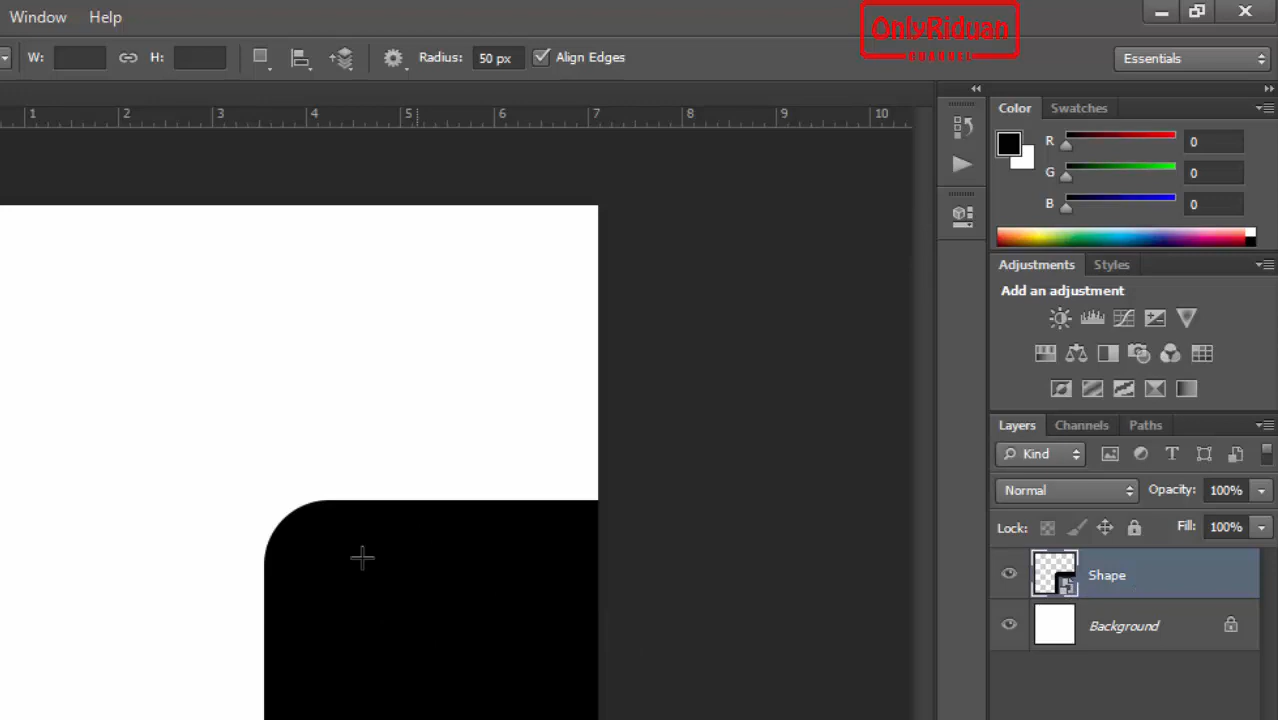 Window Help
OnlyRiduan
W: H: Radius: 50 px Align Edges
Essentials
1 2 3 4 5 6 7 8 9 10
Color Swatches
R 0
G 0
B 0
Adjustments Styles
Add an adjustment
Layers Channels Paths
Kind
Normal Opacity: 100%
Lock: Fill: 100%
Shape
Background